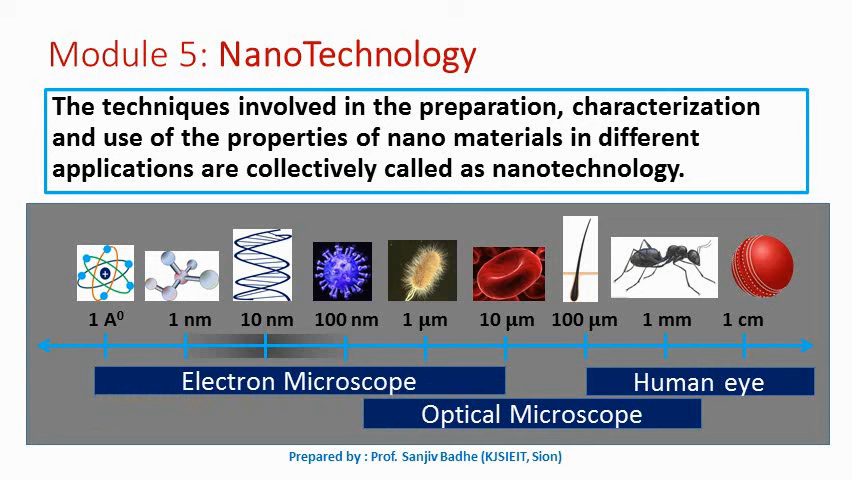 Module 5: NanoTechnology
The techniques involved in the preparation, characterization
and use of the properties of nano materials in different
applications are collectively called as nanotechnology.
+
1 A⁰ 1 nm 10 nm 100 nm 1 µm 10 µm 100 µm 1 mm 1 cm
Electron Microscope
Human eye
Optical Microscope
Prepared by : Prof. Sanjiv Badhe (KJSIEIT, Sion)